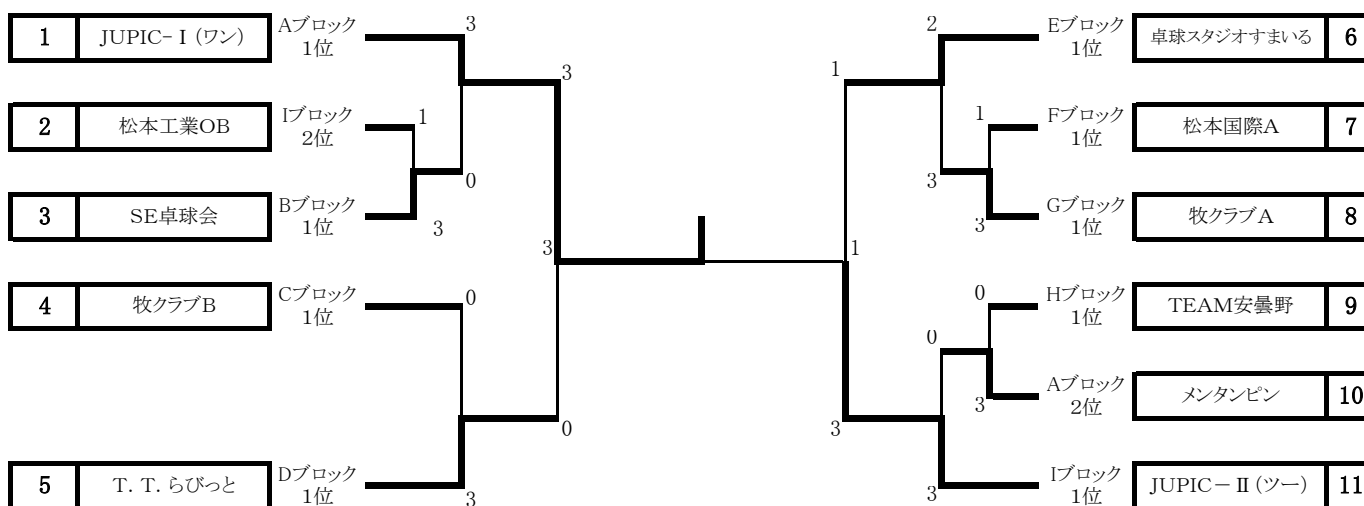 1 JUPIC-Ⅰ(ワン) Aブロック 1位 3
3
2 松本工業OB Iブロック 2位 1
0
3 SE卓球会 Bブロック 1位 3
3
4 牧クラブB Cブロック 1位 0
0
5 T.T.らびっと Dブロック 1位 3
2 Eブロック 1位 卓球スタジオすまいる 6
1
1 Fブロック 1位 松本国際A 7
3
3 Gブロック 1位 牧クラブA 8
1
0 Hブロック 1位 TEAM安曇野 9
0
3 Aブロック 2位 メンタンピン 10
3
3 Iブロック 1位 JUPIC-Ⅱ(ツー) 11